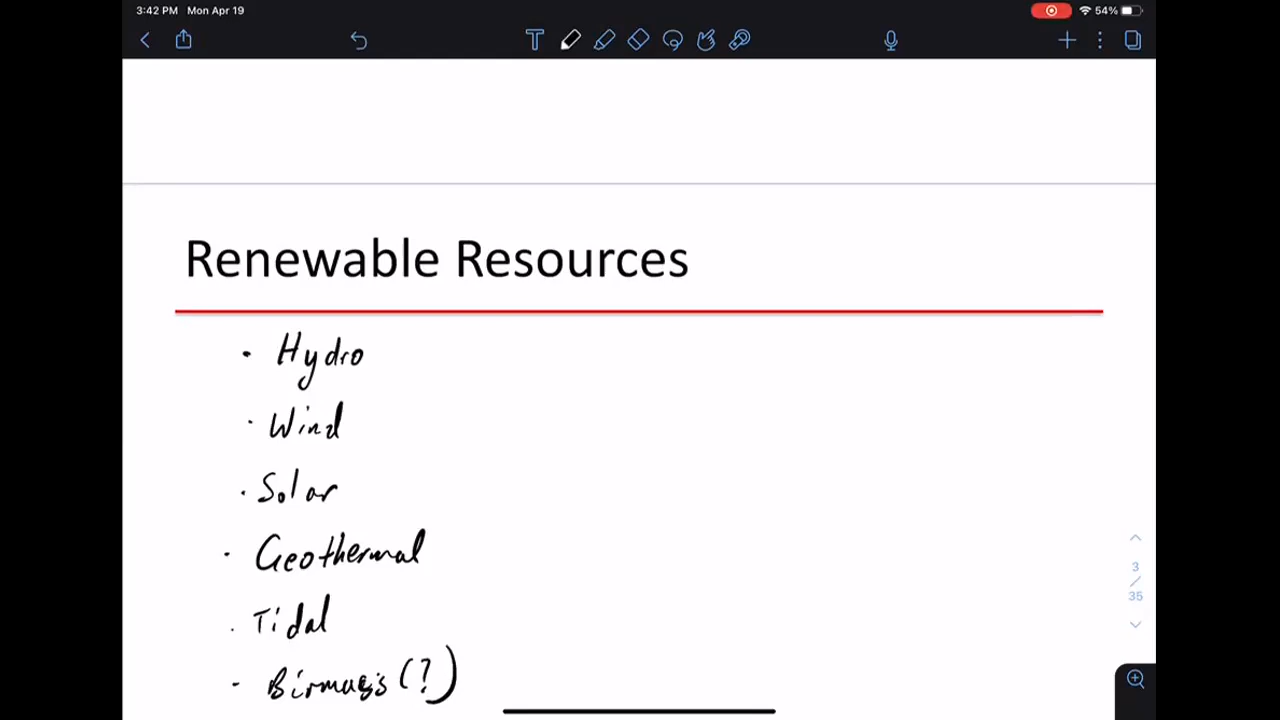 3:42 PM Mon Apr 19
54%
T
Renewable Resources
· Hydro
· Wind
· Solar
· Geothermal
· Tidal
- Biomass (?)
3
/
35